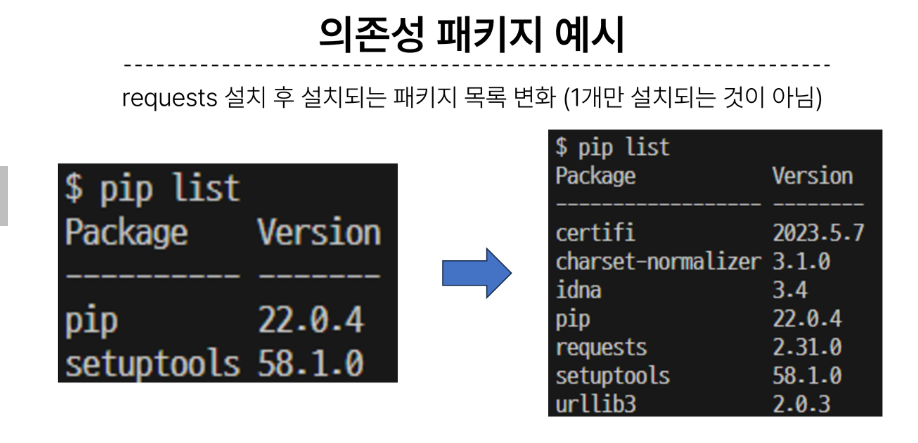 의존성 패키지 예시
requests 설치 후 설치되는 패키지 목록 변화 (1개만 설치되는 것이 아님)
$ pip list
Package Version
---------- -------
pip 22.0.4
setuptools 58.1.0
$ pip list
Package Version
------------------ --------
certifi 2023.5.7
charset-normalizer 3.1.0
idna 3.4
pip 22.0.4
requests 2.31.0
setuptools 58.1.0
urllib3 2.0.3